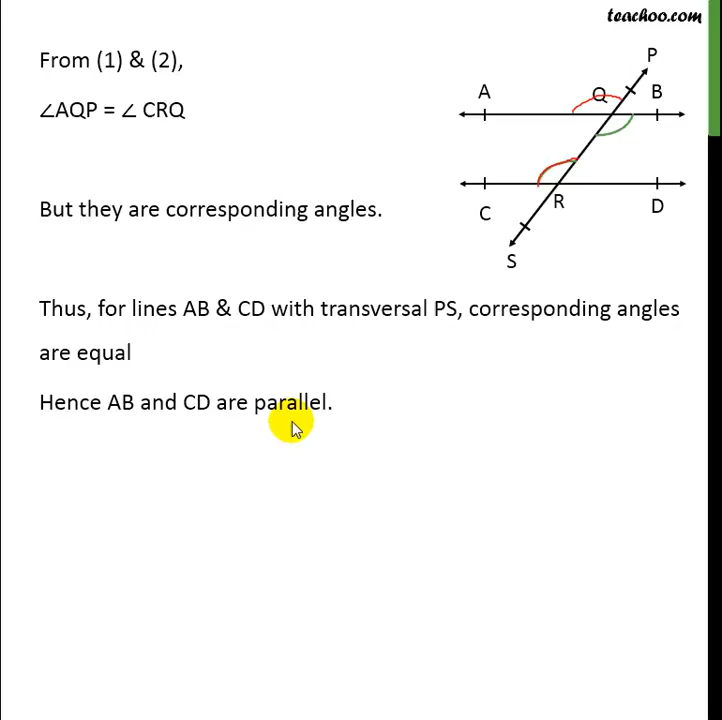 teachoo.com
From (1) & (2),
∠AQP = ∠ CRQ
But they are corresponding angles.
Thus, for lines AB & CD with transversal PS, corresponding angles
are equal
Hence AB and CD are parallel.
P
A
Q
B
C
R
D
S